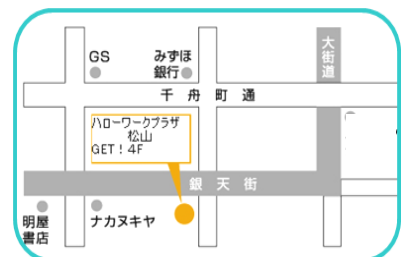 GS
みずほ
銀行
大街道
千舟町通
ハローワークプラザ
松山
GET！4F
銀天街
明屋
書店
ナカヌキヤ